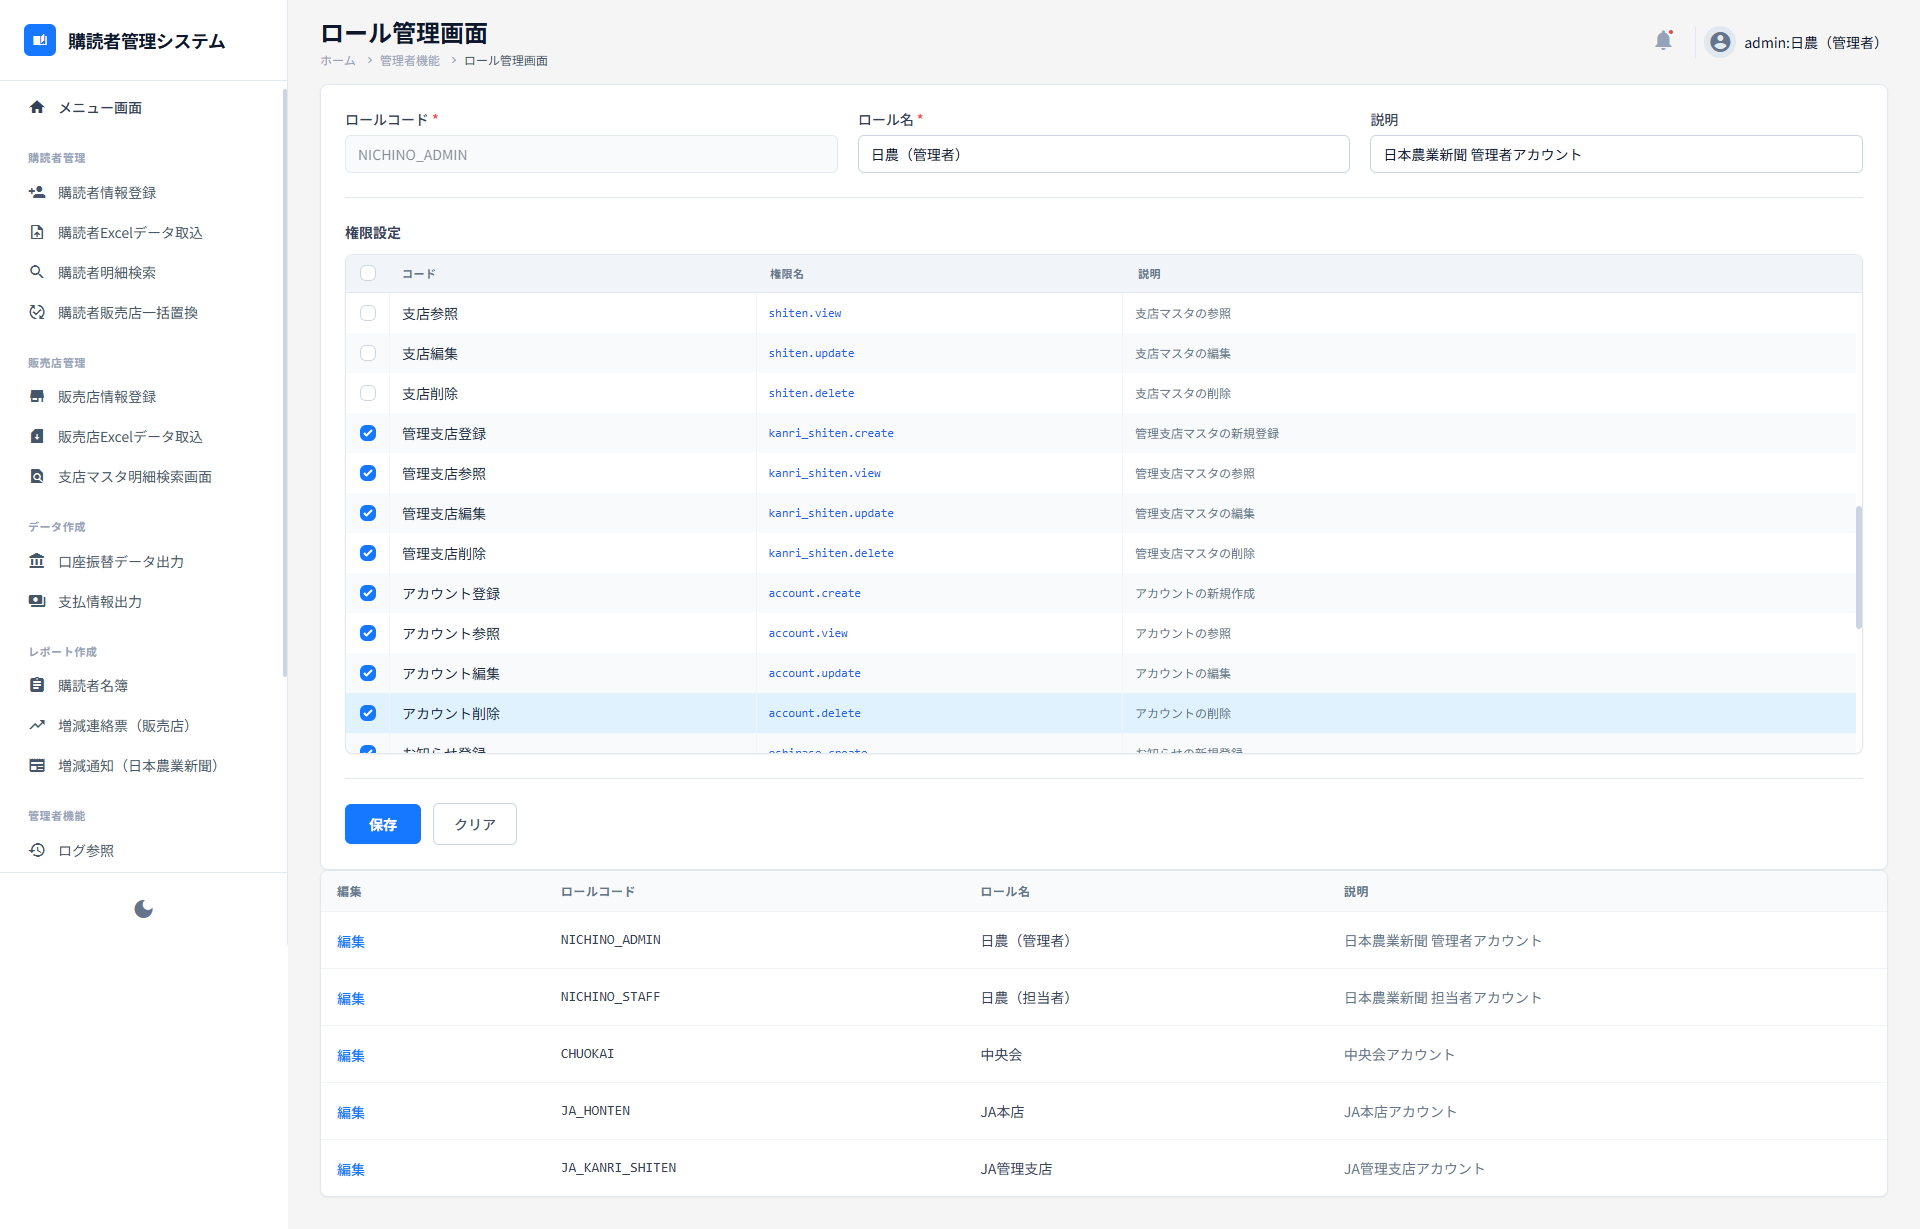 購読者管理システム
メニュー画面
購読者管理
購読者情報登録
購読者Excelデータ取込
購読者明細検索
購読者販売店一括置換
販売店管理
販売店情報登録
販売店Excelデータ取込
支店マスタ明細検索画面
データ作成
口座振替データ出力
支払情報出力
レポート作成
購読者名簿
増減連絡票（販売店）
増減通知（日本農業新聞）
管理者機能
ログ参照
ロール管理画面
ホーム > 管理者機能 > ロール管理画面
admin:日農（管理者）
ロールコード * ロール名 * 説明
NICHINO_ADMIN 日農（管理者） 日本農業新聞 管理者アカウント
権限設定
コード 権限名 説明
支店参照 shiten.view 支店マスタの参照
支店編集 shiten.update 支店マスタの編集
支店削除 shiten.delete 支店マスタの削除
管理支店登録 kanri_shiten.create 管理支店マスタの新規登録
管理支店参照 kanri_shiten.view 管理支店マスタの参照
管理支店編集 kanri_shiten.update 管理支店マスタの編集
管理支店削除 kanri_shiten.delete 管理支店マスタの削除
アカウント登録 account.create アカウントの新規作成
アカウント参照 account.view アカウントの参照
アカウント編集 account.update アカウントの編集
アカウント削除 account.delete アカウントの削除
お知らせ登録 oshirase.create お知らせの新規登録
保存 クリア
編集 ロールコード ロール名 説明
編集 NICHINO_ADMIN 日農（管理者） 日本農業新聞 管理者アカウント
編集 NICHINO_STAFF 日農（担当者） 日本農業新聞 担当者アカウント
編集 CHUOKAI 中央会 中央会アカウント
編集 JA_HONTEN JA本店 JA本店アカウント
編集 JA_KANRI_SHITEN JA管理支店 JA管理支店アカウント